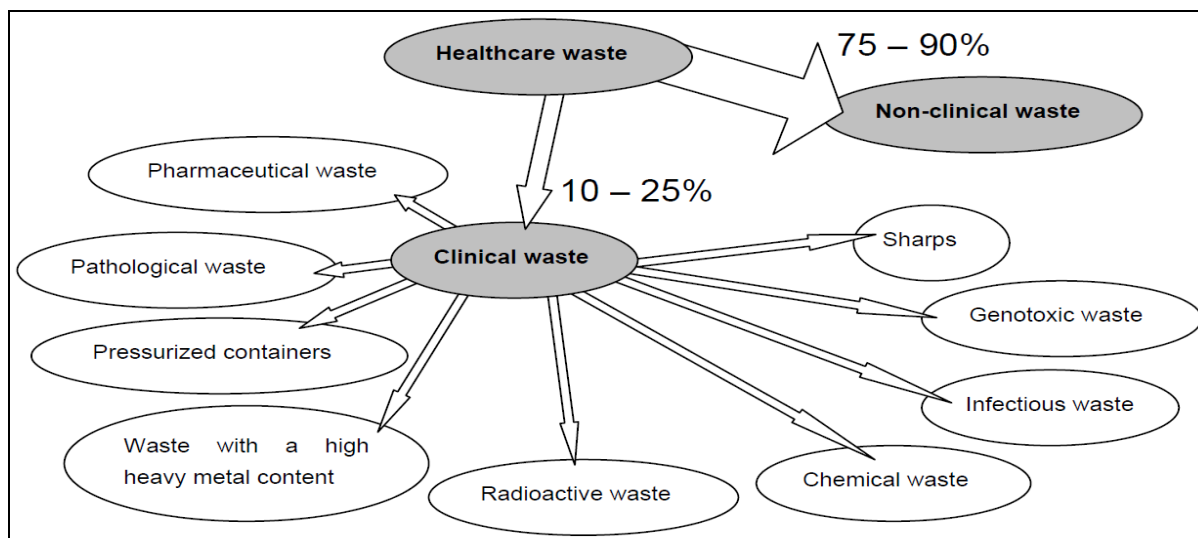 Healthcare waste
75 – 90%
Non-clinical waste
Pharmaceutical waste
10 – 25%
Clinical waste
Sharps
Pathological waste
Genotoxic waste
Pressurized containers
Infectious waste
Waste with a high
heavy metal content
Chemical waste
Radioactive waste